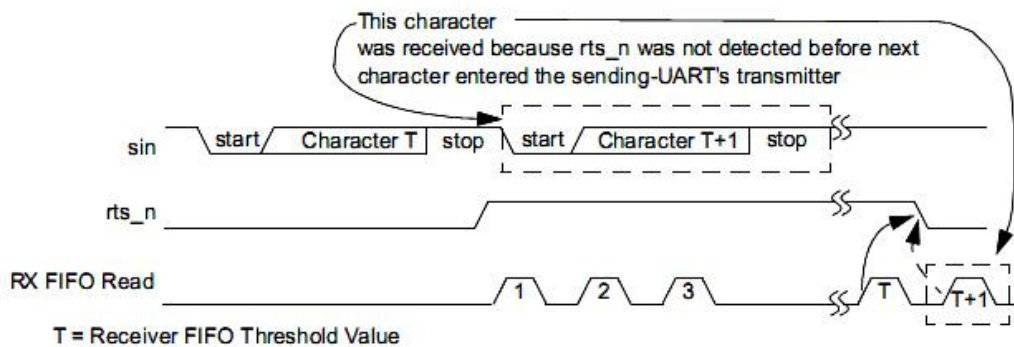 This character
was received because rts_n was not detected before next
character entered the sending-UART's transmitter
sin
start
Character T
stop
start
Character T+1
stop
rts_n
RX FIFO Read
1
2
3
T
T+1
T = Receiver FIFO Threshold Value